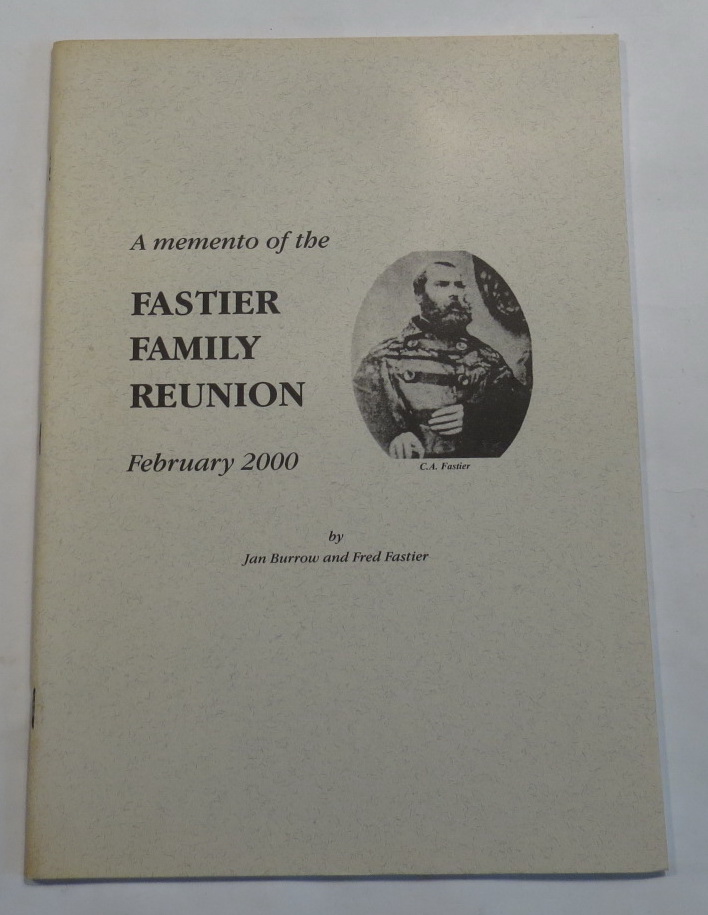 A memento of the
FASTIER
FAMILY
REUNION
February 2000
C.A. Fastier
by
Jan Burrow and Fred Fastier